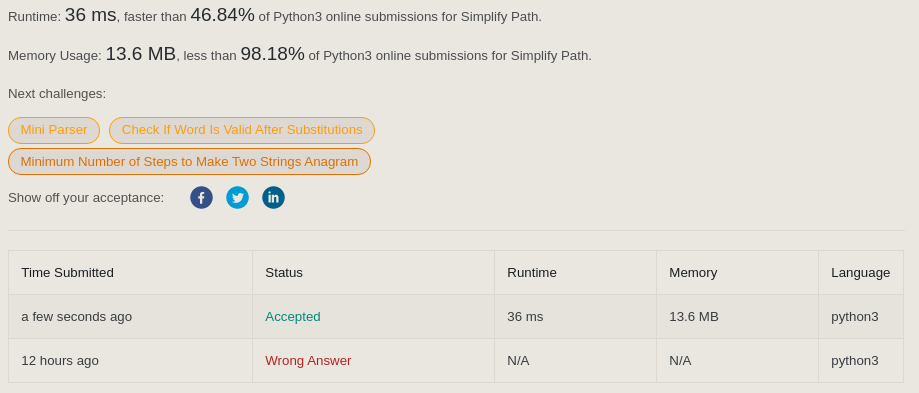 Runtime: 36 ms, faster than 46.84% of Python3 online submissions for Simplify Path.
Memory Usage: 13.6 MB, less than 98.18% of Python3 online submissions for Simplify Path.
Next challenges:
Mini Parser Check If Word Is Valid After Substitutions
Minimum Number of Steps to Make Two Strings Anagram
Show off your acceptance:
Time Submitted Status Runtime Memory Language
a few seconds ago Accepted 36 ms 13.6 MB python3
12 hours ago Wrong Answer N/A N/A python3